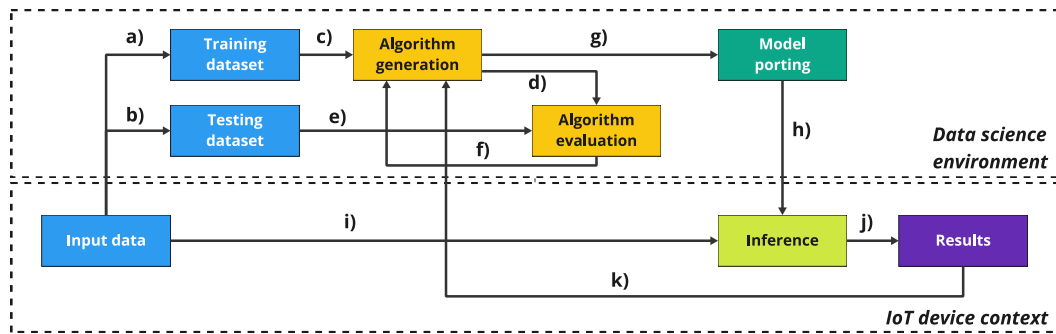 a)
Training
dataset
c)
Algorithm
generation
g)
Model
porting
d)
b)
Testing
dataset
e)
Algorithm
evaluation
f)
h)
Data science
environment
Input data
i)
Inference
j)
Results
k)
IoT device context